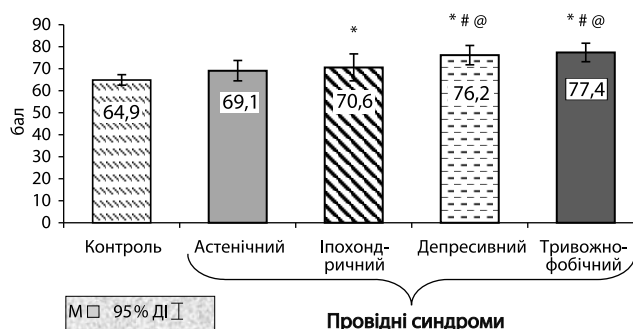 бал
90
80
70
60
50
40
30
20
10
0
64,9
69,1
70,6
76,2
77,4
*
* # @
* # @
Контроль
Астенічний
Іпохонд-
ричний
Депресивний
Тривожно-
фобічний
Провідні синдроми
М 95% ДІ